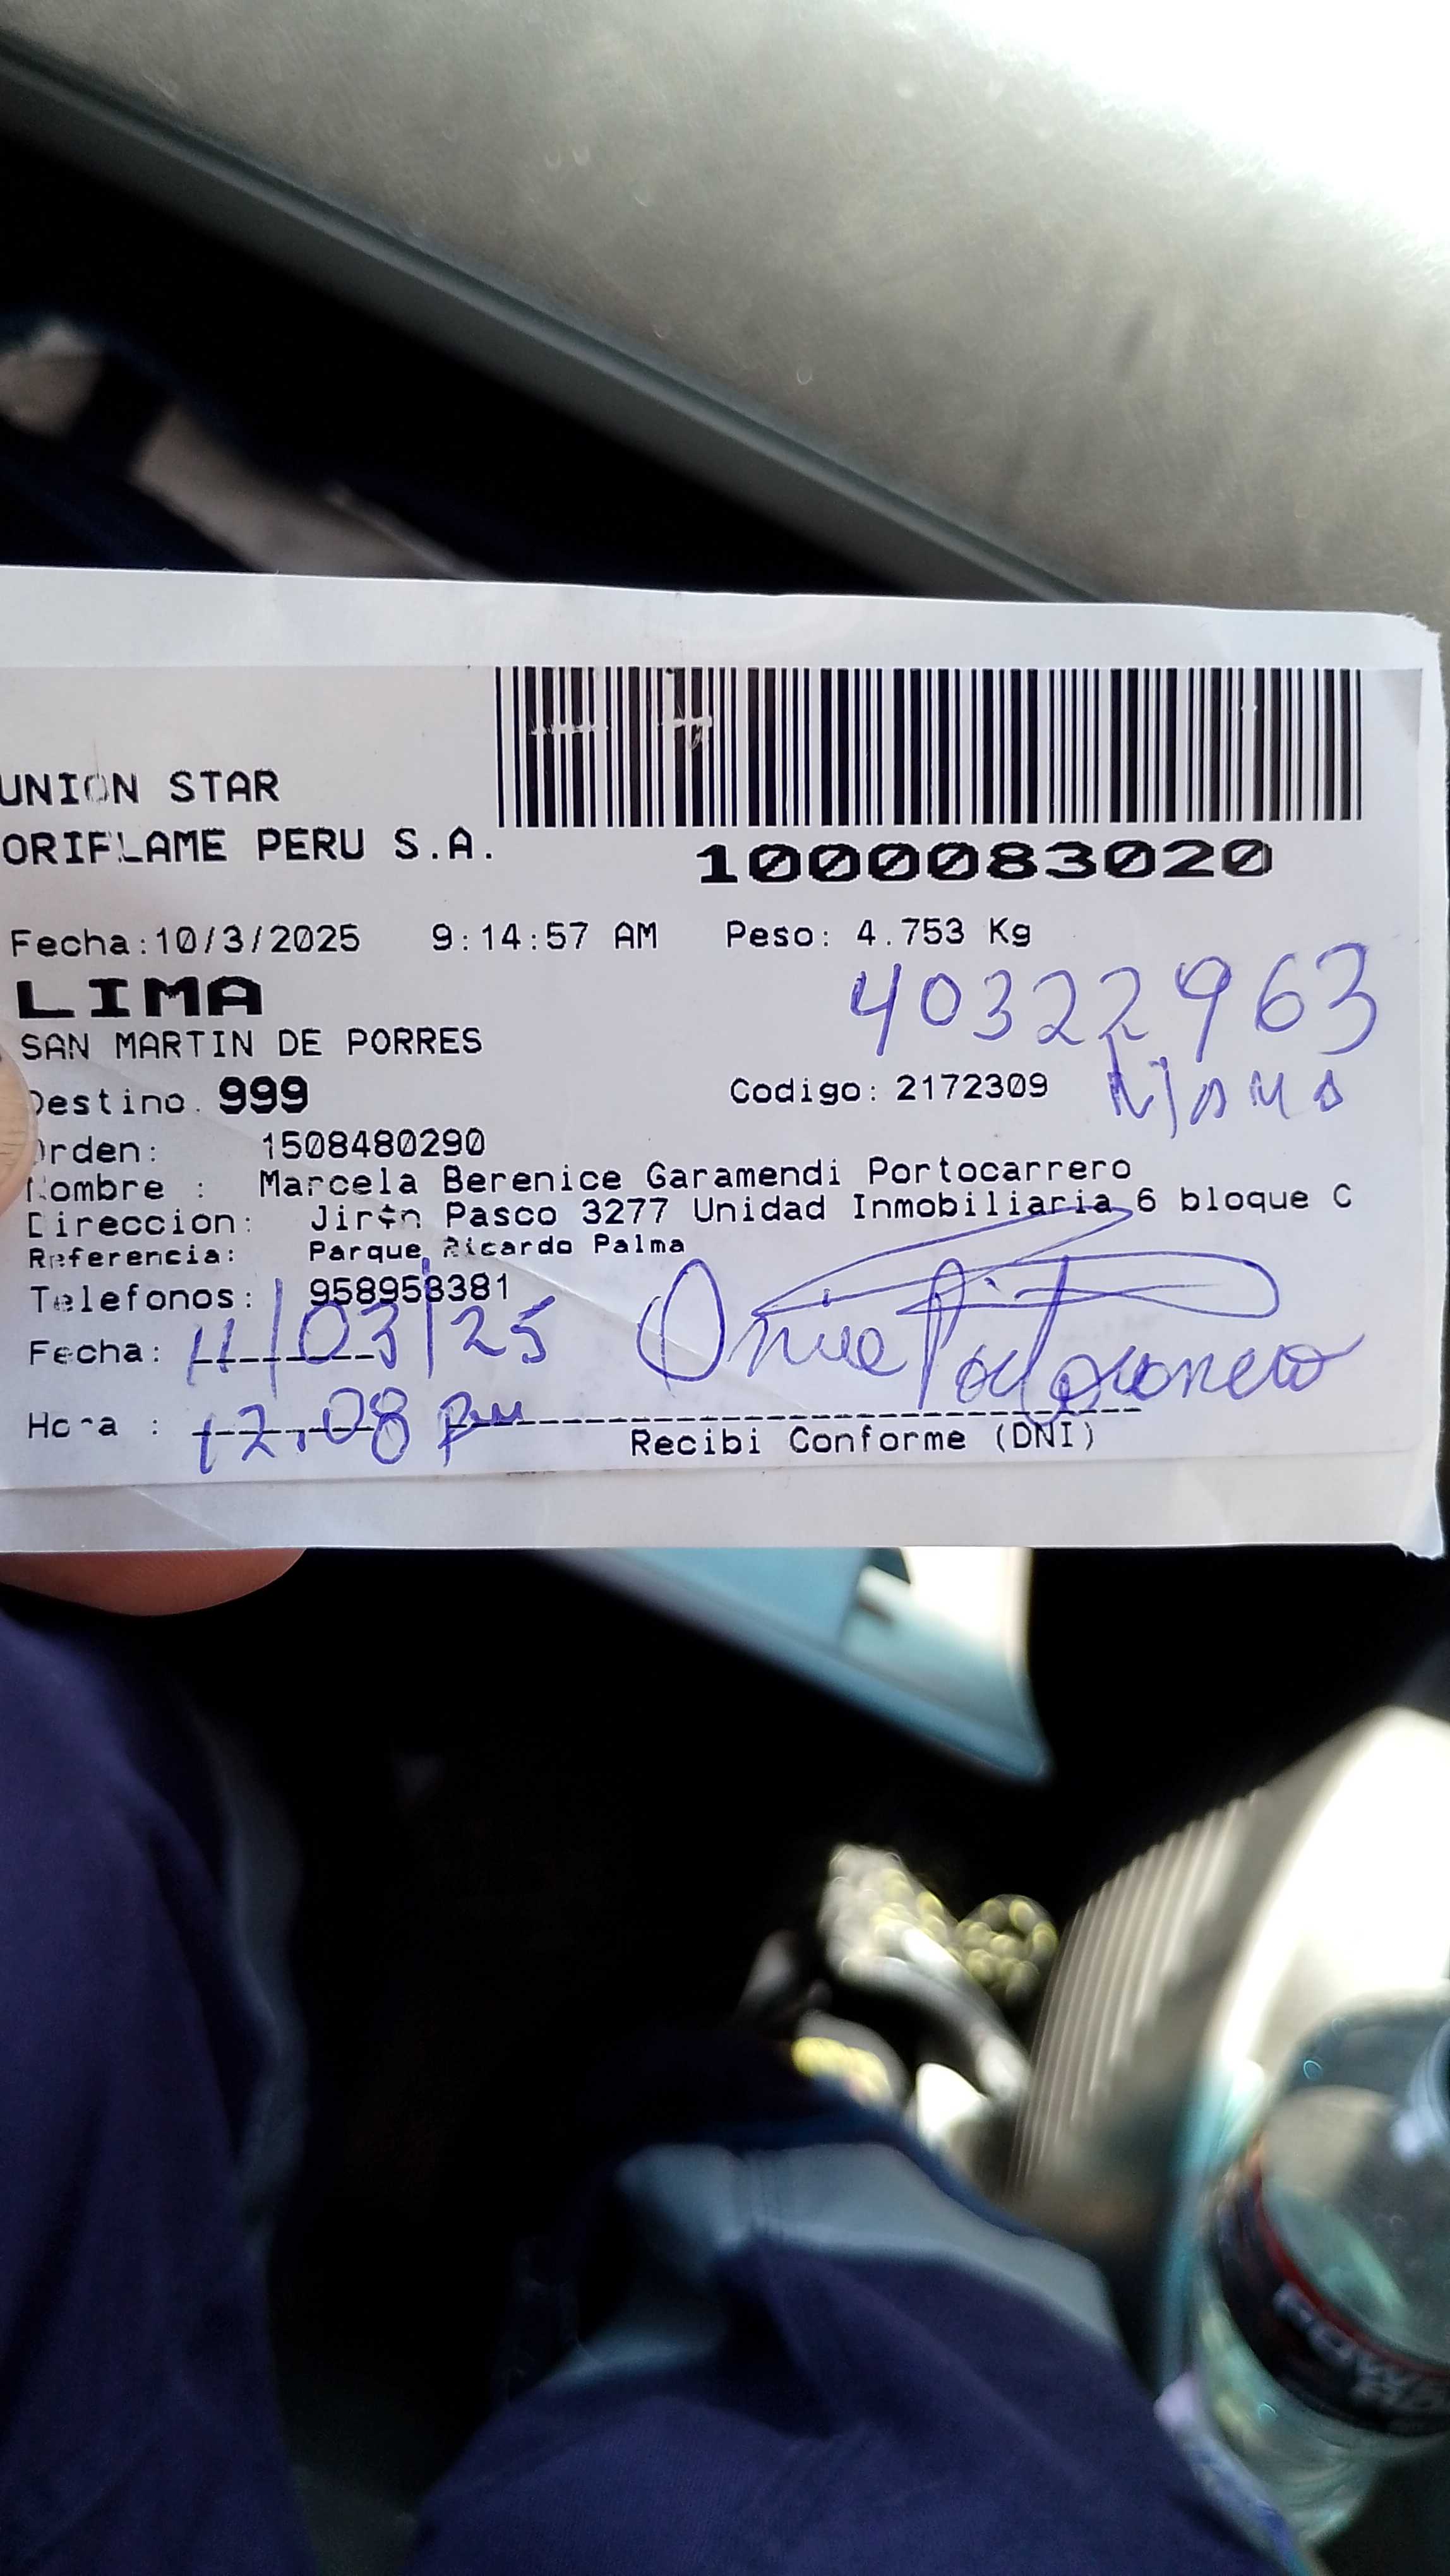 UNION STAR
ORIFLAME PERU S.A.
1000083020
Fecha:10/3/2025 9:14:57 AM Peso: 4.753 Kg
LIMA
40322963
SAN MARTIN DE PORRES
Destino. 999 Codigo: 2172309
Orden: 1508480290
Nombre : Marcela Berenice Garamendi Portocarrero
Direccion: Jir¢n Pasco 3277 Unidad Inmobiliaria 6 bloque C
Referencia: Parque Ricardo Palma
Telefonos: 958958381
Fecha: 11/03/25
Portocarrero
Hora : 12.08 pm
Recibi Conforme (DNI)